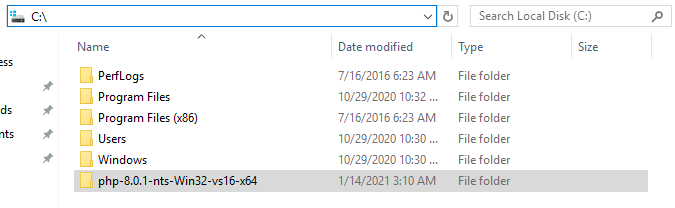 C:\ Search Local Disk (C:)
Name Date modified Type Size
ess PerfLogs 7/16/2016 6:23 AM File folder
Program Files 10/29/2020 10:32 ... File folder
ds Program Files (x86) 7/16/2016 6:23 AM File folder
nts Users 10/29/2020 10:30 ... File folder
Windows 10/29/2020 10:30 ... File folder
php-8.0.1-nts-Win32-vs16-x64 1/14/2021 3:10 AM File folder